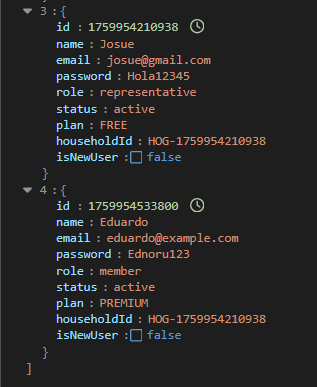 3 : {
id : 1759954210938
name : Josue
email : josue@gmail.com
password : Hola12345
role : representative
status : active
plan : FREE
householdId : HOG-1759954210938
isNewUser : false
}
4 : {
id : 1759954533800
name : Eduardo
email : eduardo@example.com
password : Ednoru123
role : member
status : active
plan : PREMIUM
householdId : HOG-1759954210938
isNewUser : false
}
]